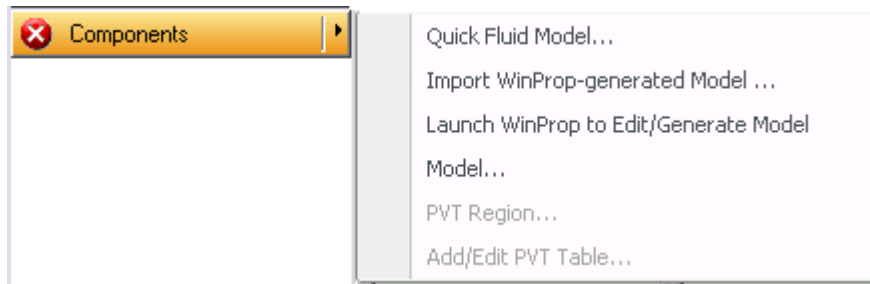 Components
Quick Fluid Model...
Import WinProp-generated Model ...
Launch WinProp to Edit/Generate Model
Model...
PVT Region...
Add/Edit PVT Table...